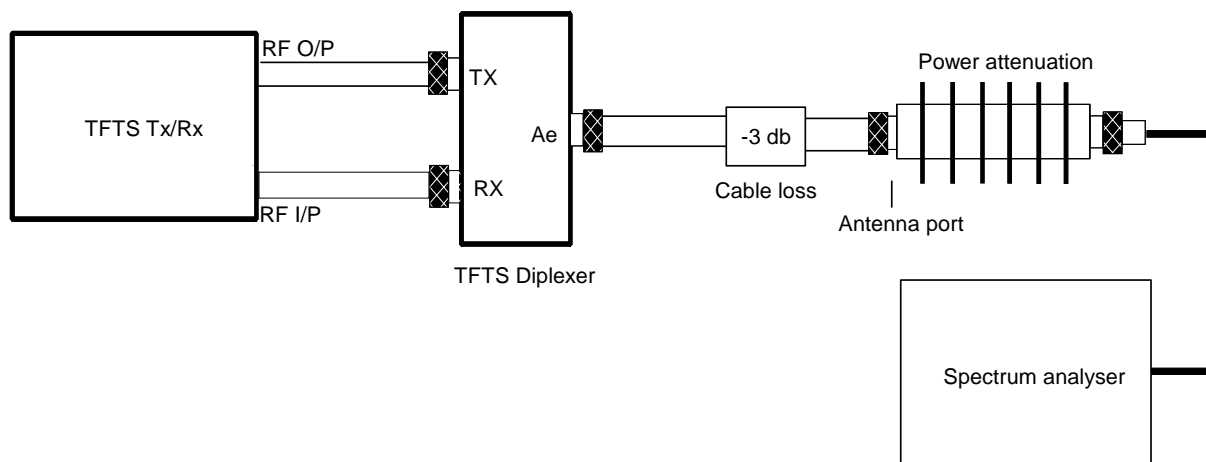 RF O/P
Power attenuation
TX
TFTS Tx/Rx
Ae
-3 db
RX
Cable loss
RF I/P
Antenna port
TFTS Diplexer
Spectrum analyser